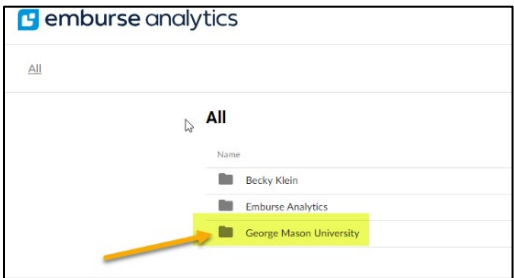 emburse analytics
All
All
Name
Becky Klein
Emburse Analytics
George Mason University